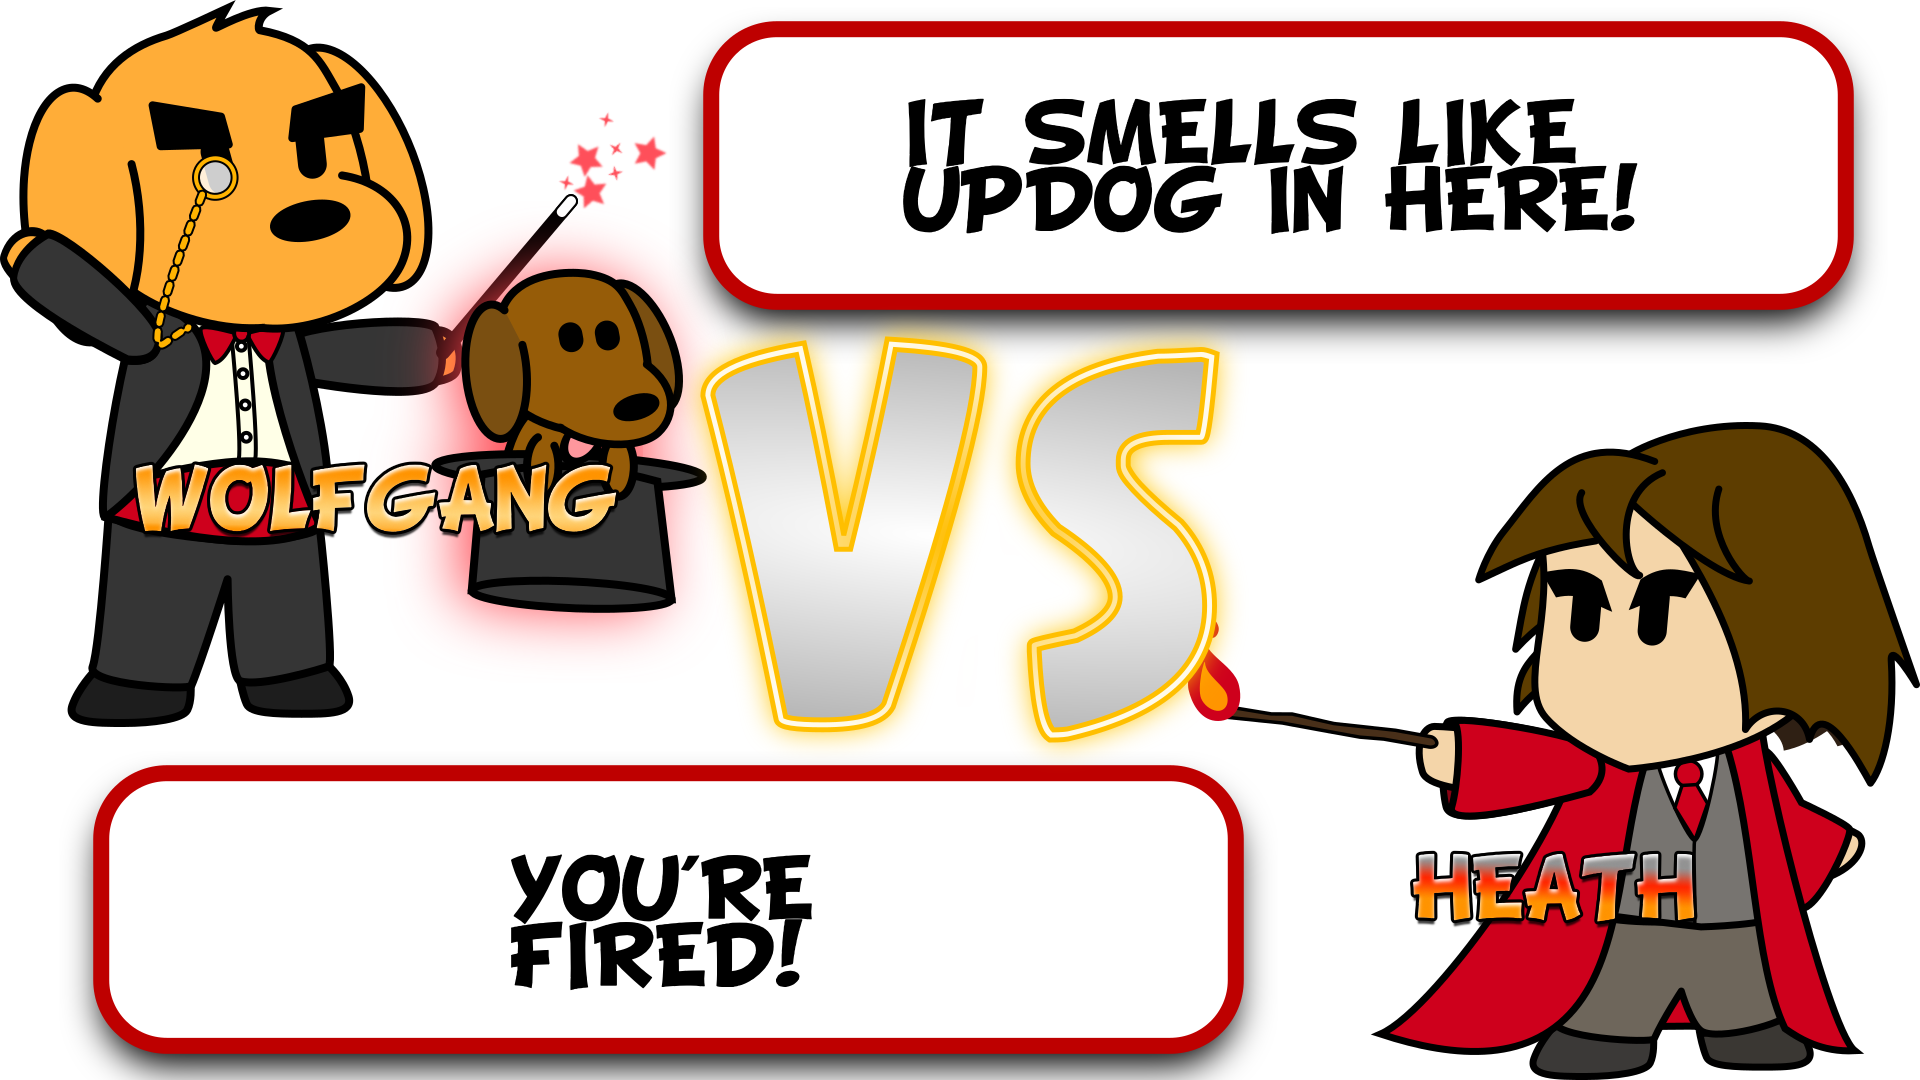 IT SMELLS LIKE
UPDOG IN HERE!
WOLFGANG
VS
HEATH
YOU'RE
FIRED!